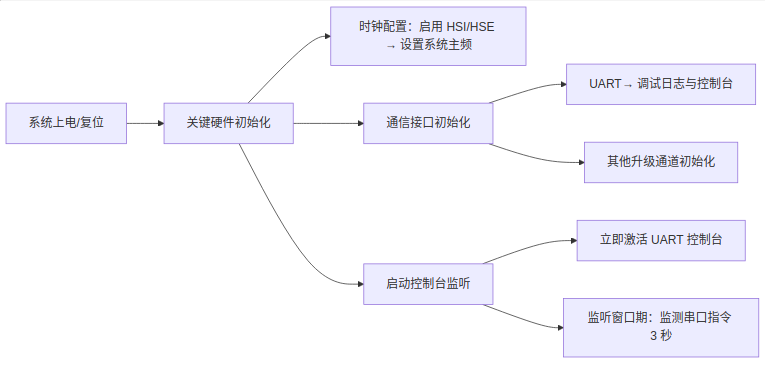 时钟配置：启用 HSI/HSE
→ 设置系统主频
UART→ 调试日志与控制台
系统上电/复位
关键硬件初始化
通信接口初始化
其他升级通道初始化
立即激活 UART 控制台
启动控制台监听
监听窗口期：监测串口指令
3 秒